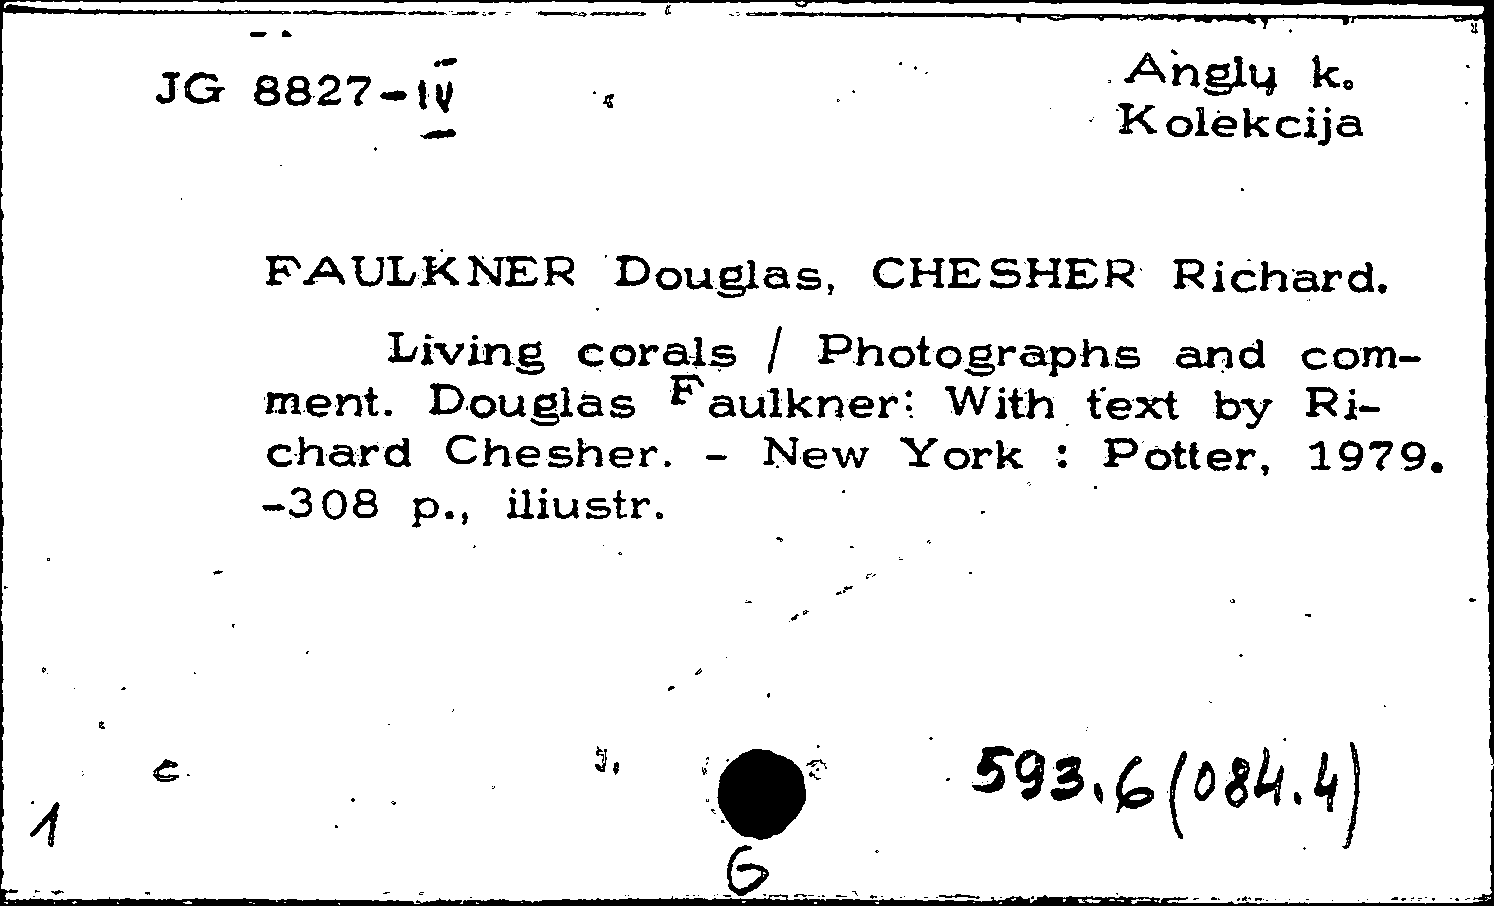 JG 8827-IV
Anglų k.
Kolekcija
FAULKNER Douglas, CHESHER Richard.
Living corals / Photographs and com-
ment. Douglas Faulkner: With text by Ri-
chard Chesher. - New York : Potter, 1979.
-308 p., iliustr.
c
593.6(084.4)
1
G